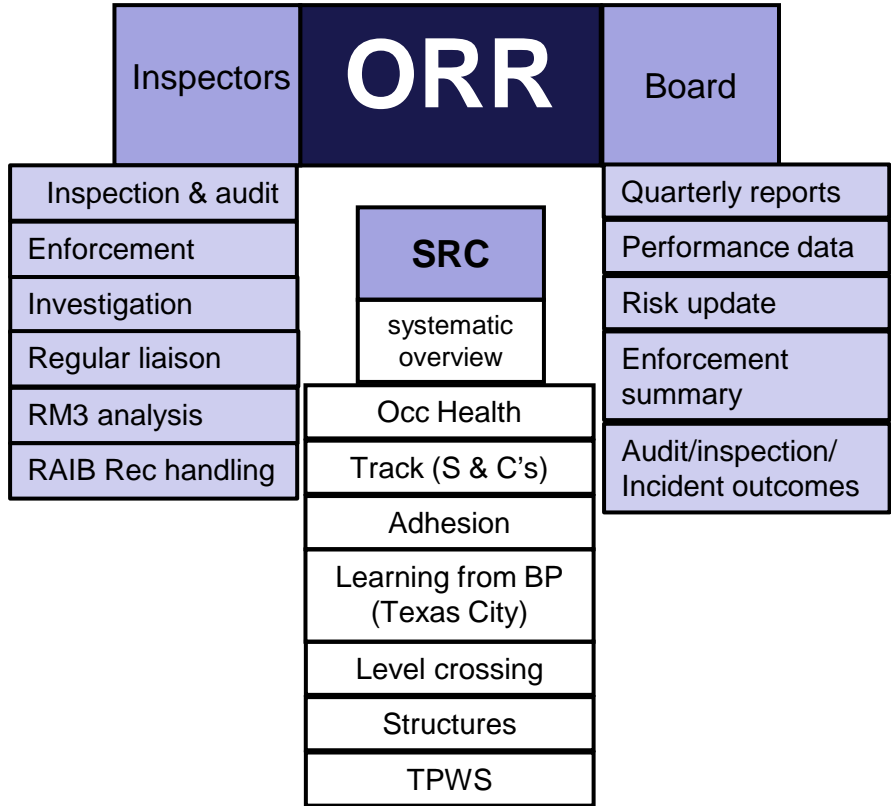 Inspectors
ORR
Board
Inspection & audit
Enforcement
Investigation
Regular liaison
RM3 analysis
RAIB Rec handling
SRC
systematic
overview
Occ Health
Track (S & C's)
Adhesion
Learning from BP
(Texas City)
Level crossing
Structures
TPWS
Quarterly reports
Performance data
Risk update
Enforcement
summary
Audit/inspection/
Incident outcomes